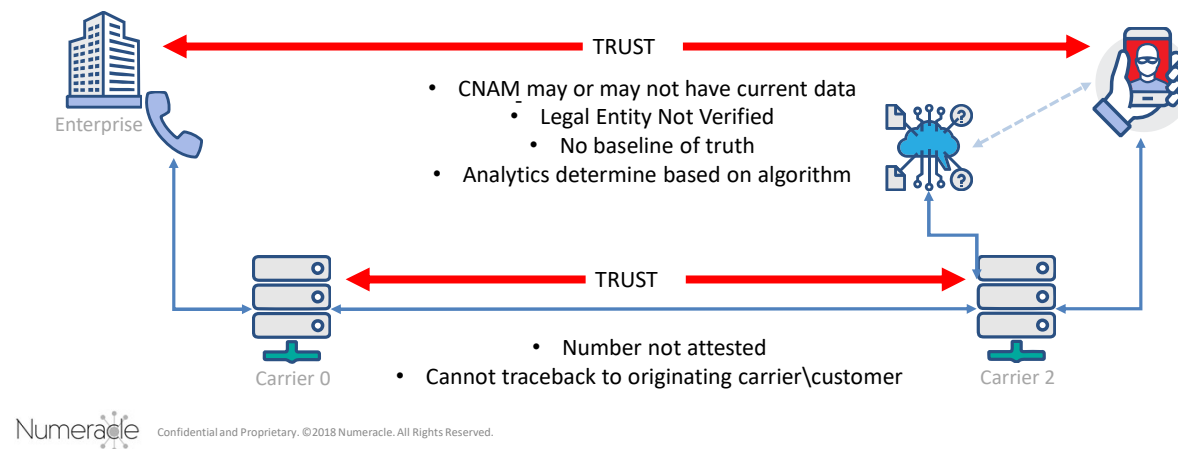 TRUST
• CNAM may or may not have current data
• Legal Entity Not Verified
• No baseline of truth
• Analytics determine based on algorithm
Enterprise
? 
?
TRUST
• Number not attested
• Cannot traceback to originating carrier\customer
Carrier 0
Carrier 2
Numeracle
Confidential and Proprietary. ©2018 Numeracle. All Rights Reserved.